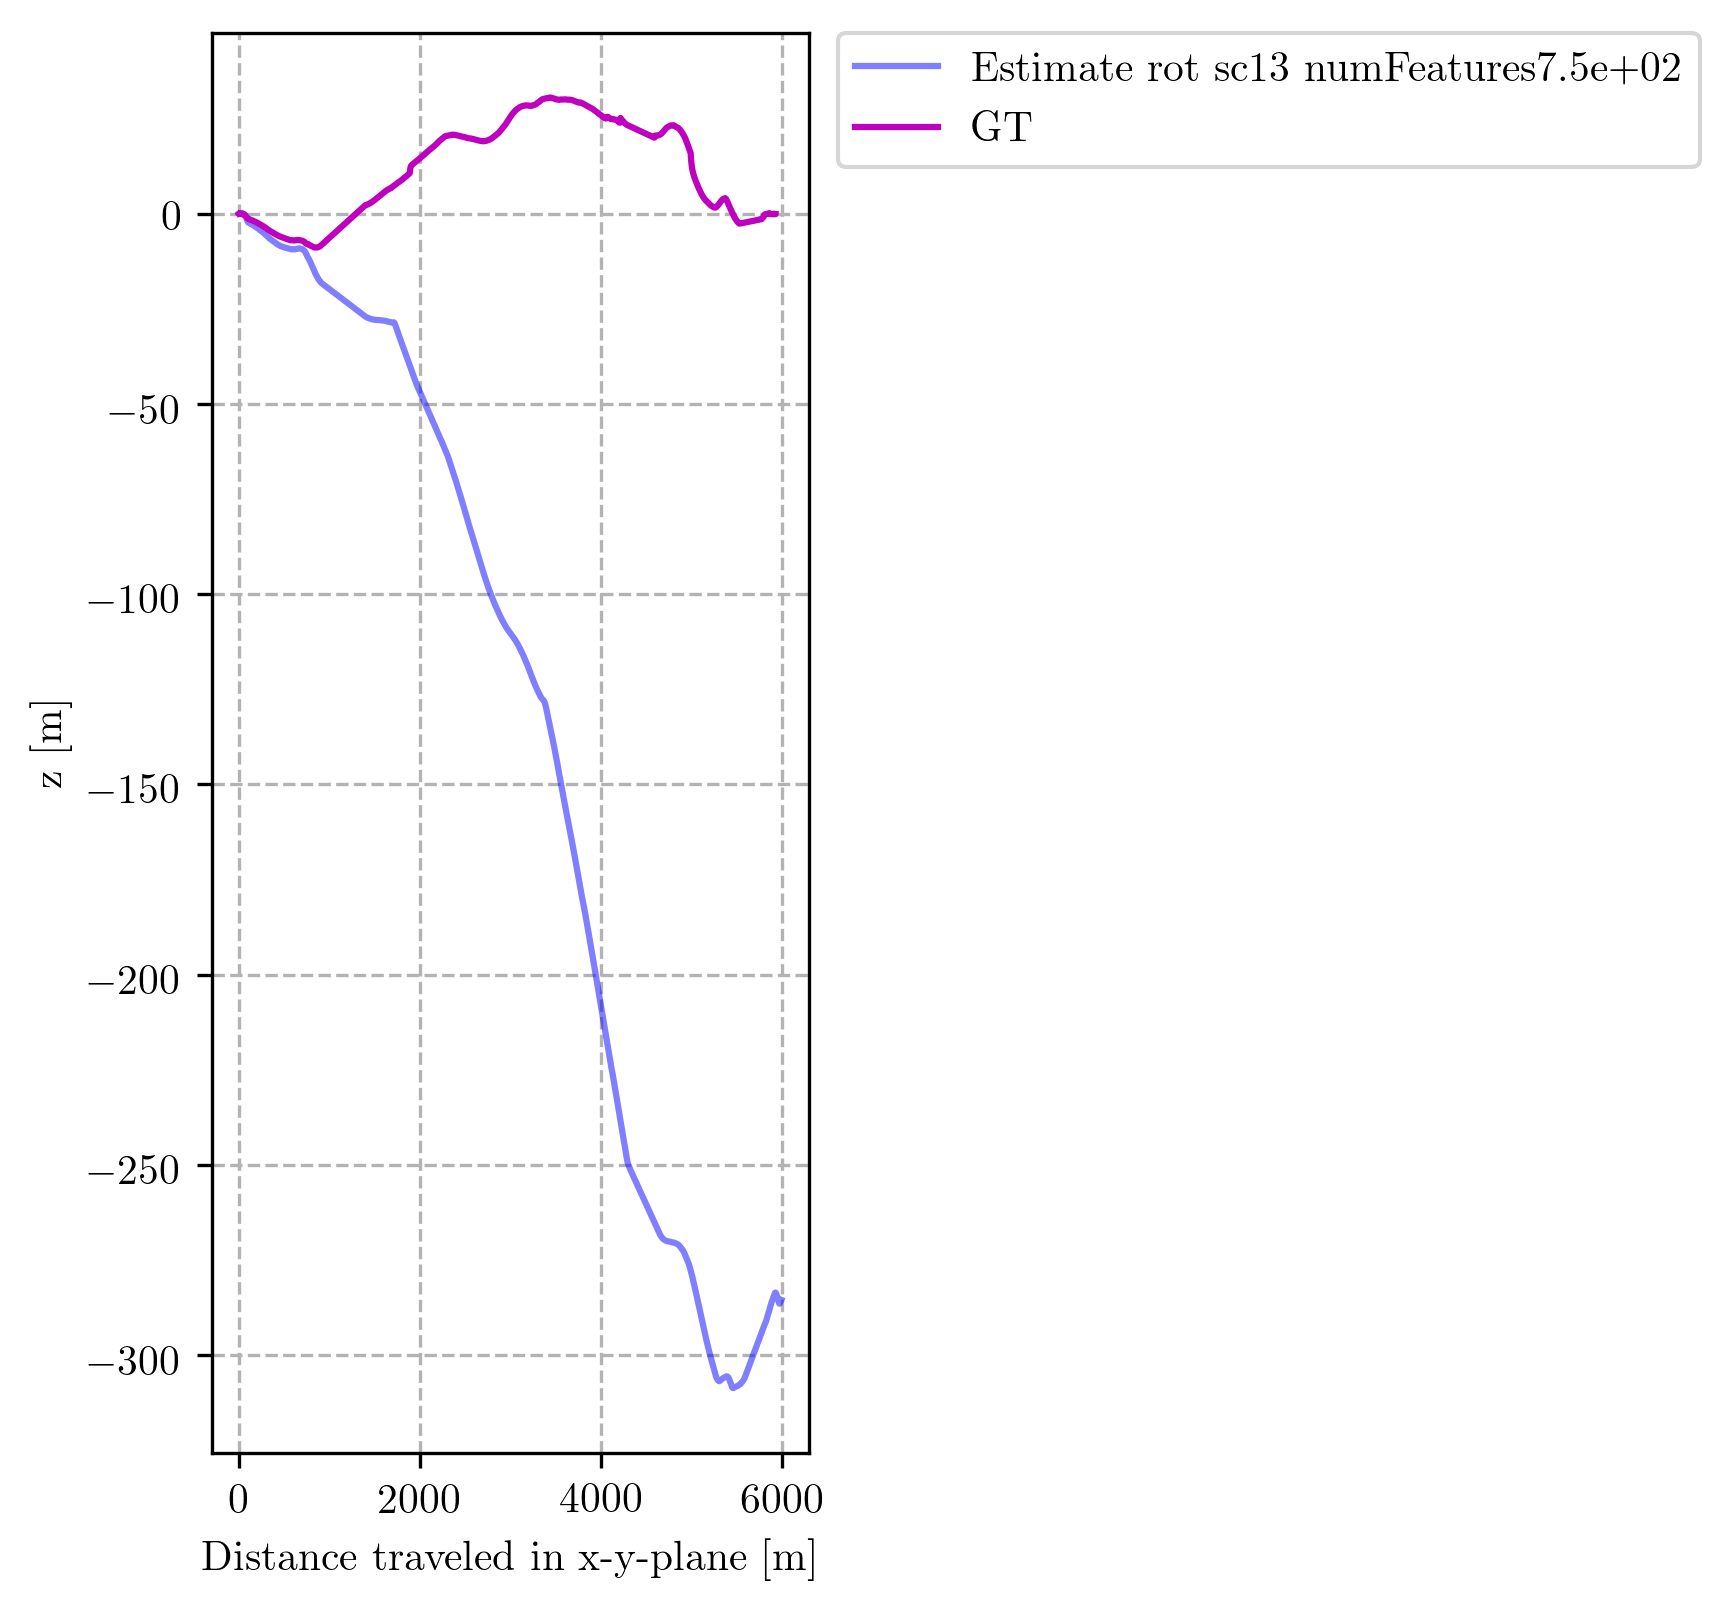 Estimate rot sc13 numFeatures7.5e+02
GT
0
−50
−100
−150
−200
−250
−300
z [m]
0 2000 4000 6000
Distance traveled in x-y-plane [m]